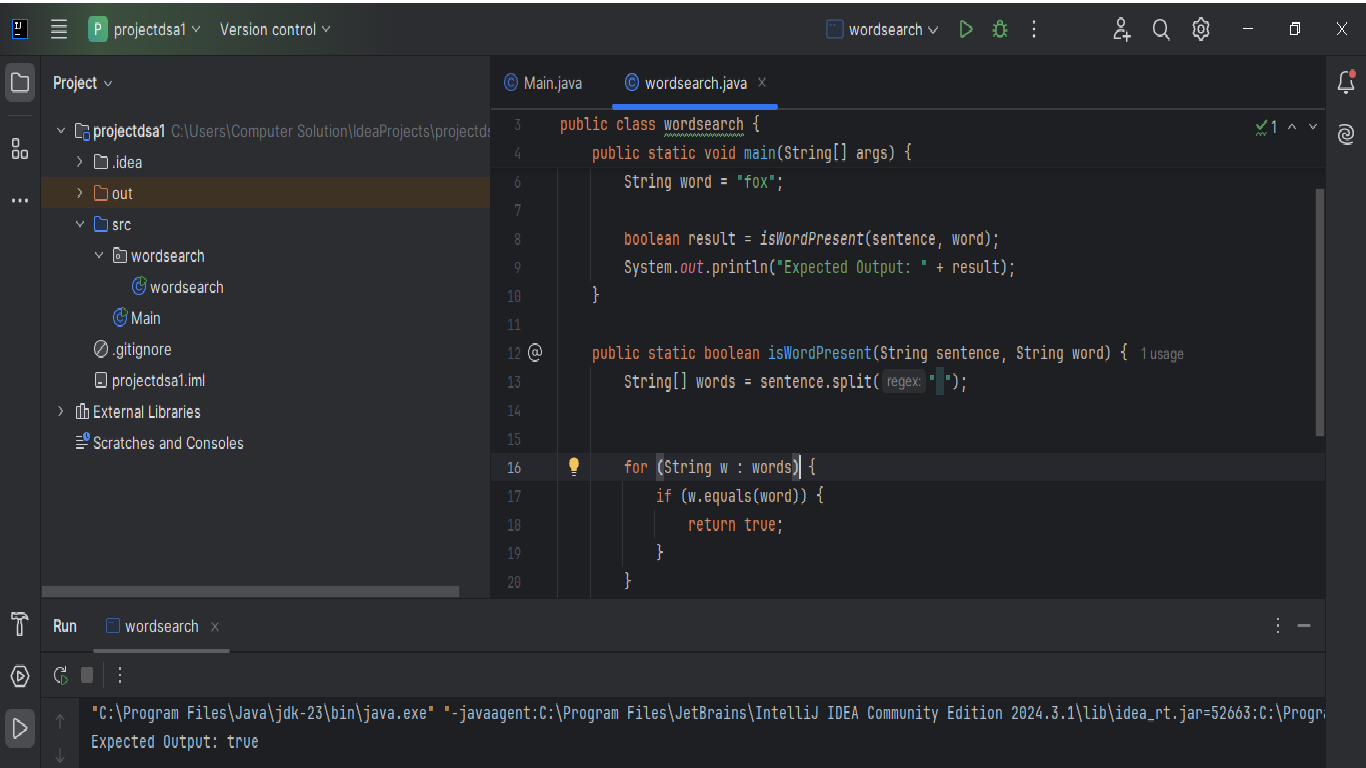 IJ
P projectdsa1 Version control wordsearch
Project
Main.java wordsearch.java
projectdsa1 C:\Users\Computer Solution\IdeaProjects\projectds
.idea
out
src
wordsearch
wordsearch
Main
.gitignore
projectdsa1.iml
External Libraries
Scratches and Consoles
1
3 public class wordsearch {
4 public static void main(String[] args) {
6 String word = "fox";
7
8 boolean result = isWordPresent(sentence, word);
9 System.out.println("Expected Output: " + result);
10 }
11
12 @ public static boolean isWordPresent(String sentence, String word) { 1 usage
13 String[] words = sentence.split( regex: " ");
14
15
16 for (String w : words) {
17 if (w.equals(word)) {
18 return true;
19 }
20 }
Run wordsearch
"C:\Program Files\Java\jdk-23\bin\java.exe" "-javaagent:C:\Program Files\JetBrains\IntelliJ IDEA Community Edition 2024.3.1\lib\idea_rt.jar=52663:C:\Progra
Expected Output: true